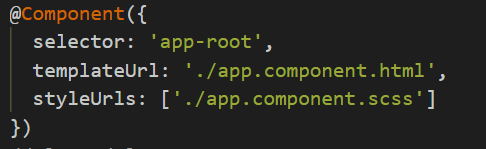 @Component({
  selector: 'app-root',
  templateUrl: './app.component.html',
  styleUrls: ['./app.component.scss']
})